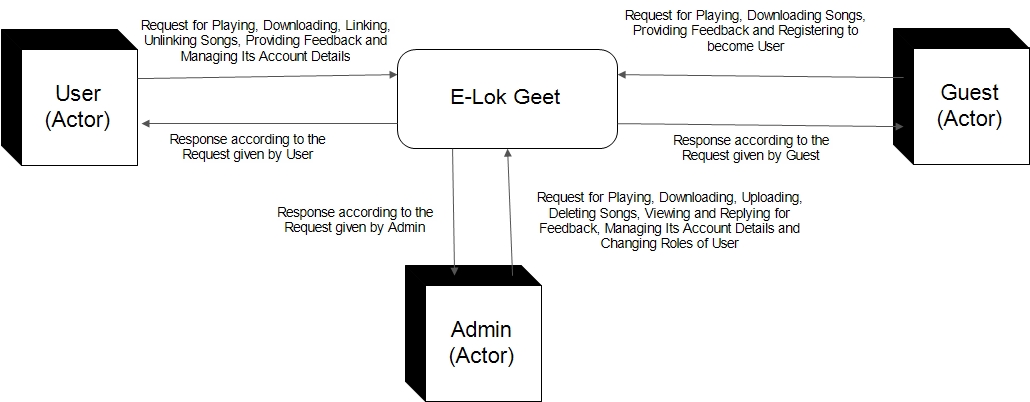 Request for Playing, Downloading, Linking,
Unlinking Songs, Providing Feedback and
Managing Its Account Details
User
(Actor)
Response according to the
Request given by User
E-Lok Geet
Request for Playing, Downloading Songs,
Providing Feedback and Registering to
become User
Guest
(Actor)
Response according to the
Request given by Guest
Response according to the
Request given by Admin
Request for Playing, Downloading, Uploading,
Deleting Songs, Viewing and Replying for
Feedback, Managing Its Account Details and
Changing Roles of User
Admin
(Actor)